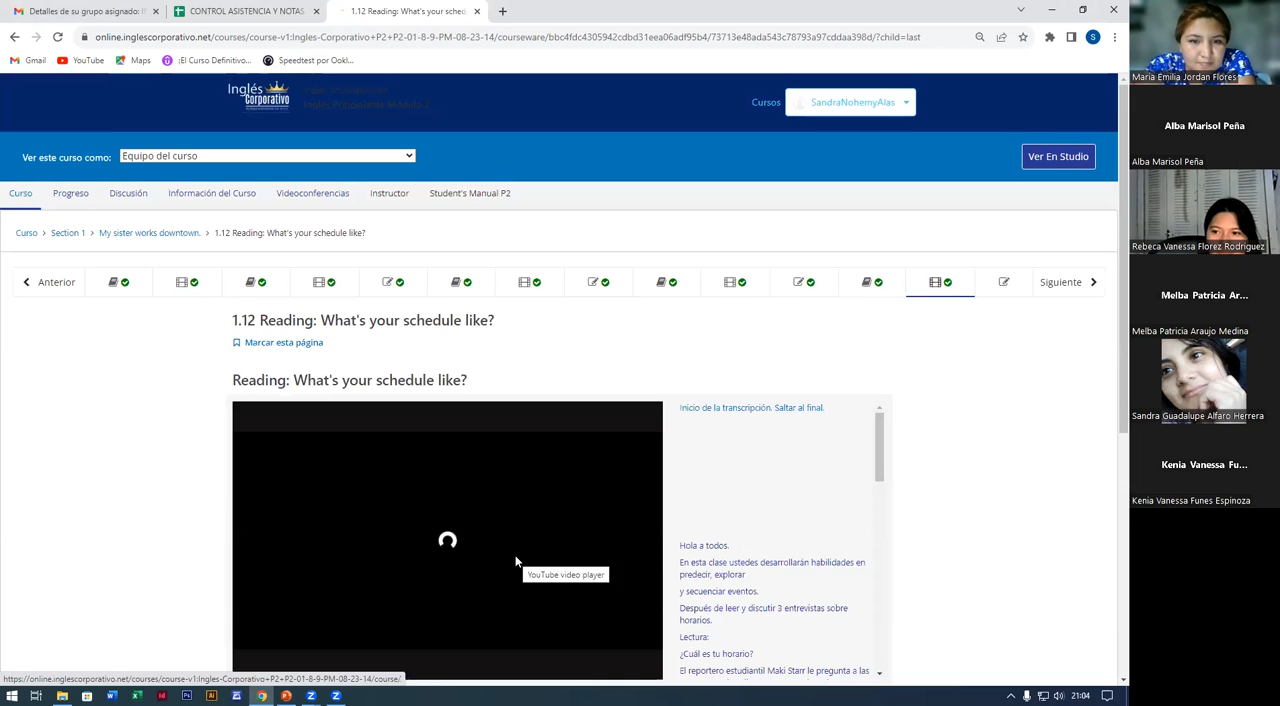 Detalles de su grupo asignado: I
CONTROL ASISTENCIA Y NOTAS
1.12 Reading: What's your sched
online.inglescorporativo.net/courses/course-v1:Ingles-Corporativo+P2+P2-01-8-9-PM-08-23-14/courseware/bbc4fdc4305942cdbd31eea06adf95b4/73713e48ada543c78793a97cddaa398d/?child=last
Gmail
YouTube
Maps
¡El Curso Definitivo...
Speedtest por Ookl...
Inglés Corporativo
Inglés Principiante Módulo 2
Cursos
SandraNohemyAlas
Ver este curso como:
Equipo del curso
Ver En Studio
Curso
Progreso
Discusión
Información del Curso
Videoconferencias
Instructor
Student's Manual P2
Curso > Section 1 > My sister works downtown. > 1.12 Reading: What's your schedule like?
Anterior
Siguiente
1.12 Reading: What's your schedule like?
Marcar esta página
Reading: What's your schedule like?
YouTube video player
Inicio de la transcripción. Saltar al final.
Hola a todos.
En esta clase ustedes desarrollarán habilidades en
predecir, explorar
y secuenciar eventos.
Después de leer y discutir 3 entrevistas sobre
horarios.
Lectura:
¿Cuál es tu horario?
El reportero estudiantil Maki Starr le pregunta a las
https://online.inglescorporativo.net/courses/course-v1:Ingles-Corporativo+P2+P2-01-8-9-PM-08-23-14/course/
21:04
Maria Emilia Jordan Flores
Alba Marisol Peña
Alba Marisol Peña
Rebeca Vanessa Florez Rodriguez
Melba Patricia Ar...
Melba Patricia Araujo Medina
Sandra Guadalupe Alfaro Herrera
Kenia Vanessa Fu...
Kenia Vanessa Funes Espinoza